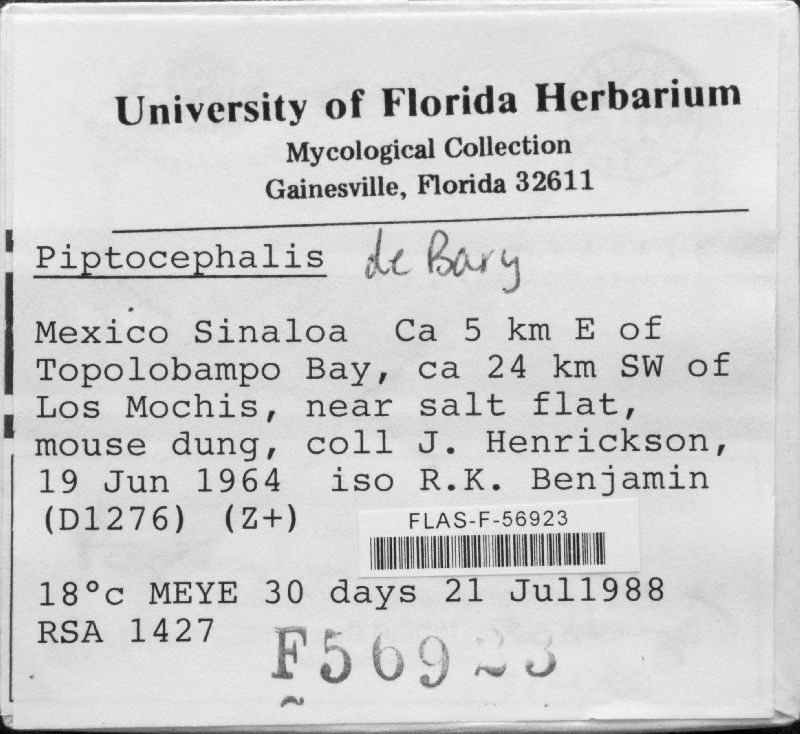 University of Florida Herbarium
Mycological Collection
Gainesville, Florida 32611
Piptocephalis de Bary
Mexico Sinaloa Ca 5 km E of
Topolobampo Bay, ca 24 km SW of
Los Mochis, near salt flat,
mouse dung, coll J. Henrickson,
19 Jun 1964 iso R.K. Benjamin
(D1276) (Z+)
FLAS-F-56923
18°c MEYE 30 days 21 Jul1988
RSA 1427
F56923